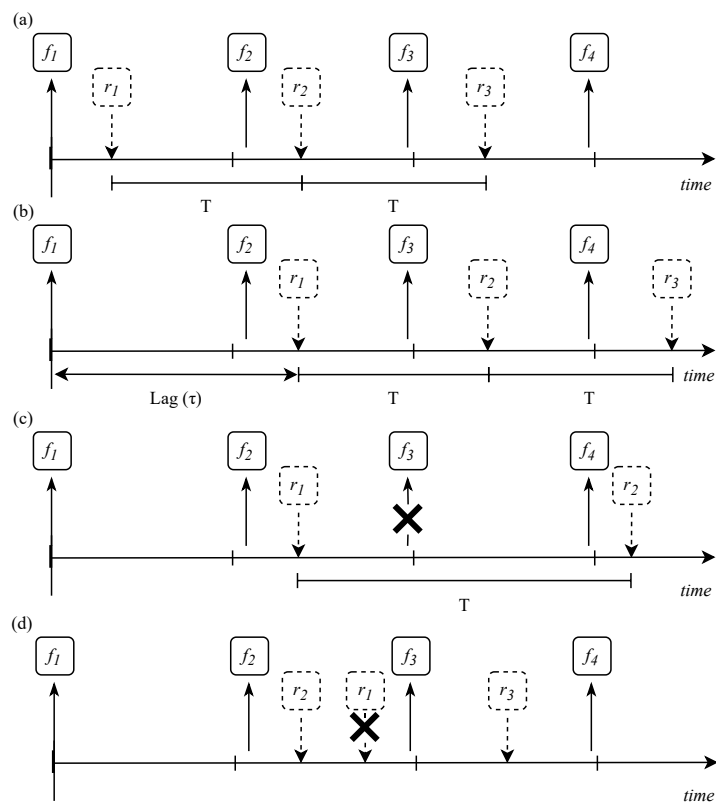 (a)
f1 f2 f3 f4
r1 r2 r3
time
T T
(b)
f1 f2 f3 f4
r1 r2 r3
time
Lag (τ) T T
(c)
f1 f2 f3 f4
r1 r2
time
T
(d)
f1 f2 f3 f4
r2 r1 r3
time